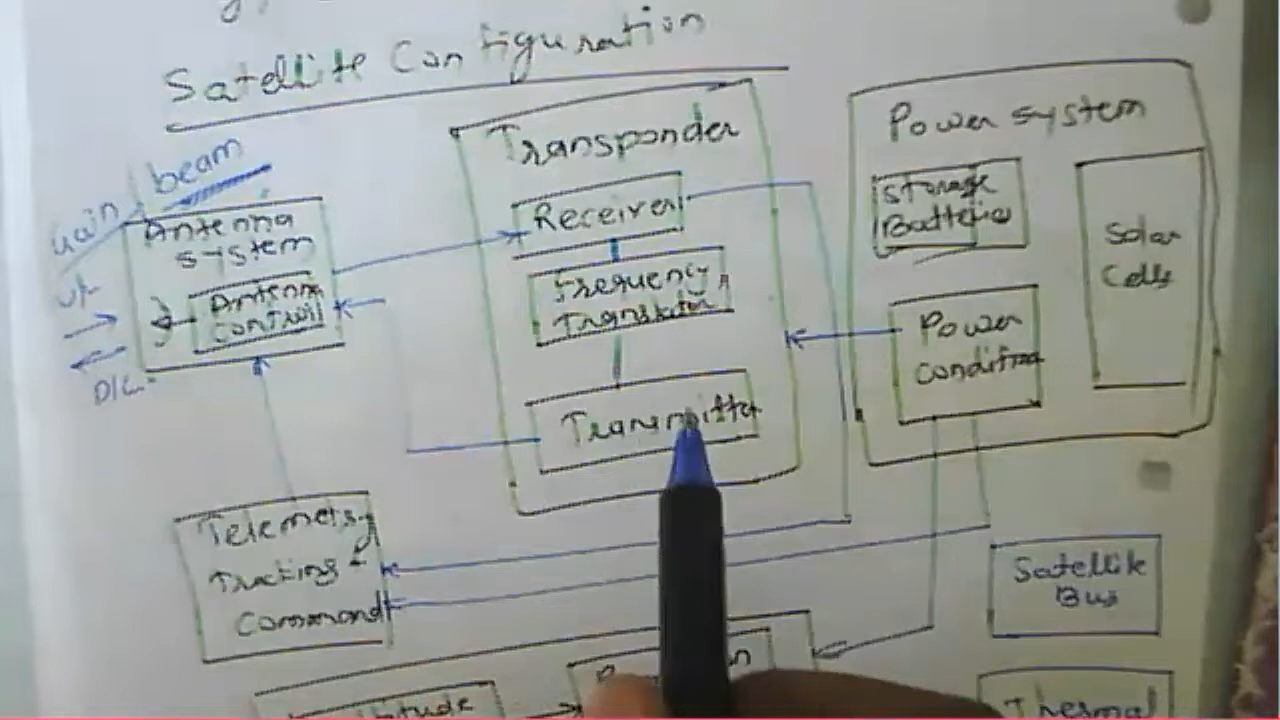 Satellite Configuration
Gain / beam
Antenna
system
Antenna
Control
D/L
Transponder
Receiver
Frequency
Translator
Transmitter
Power system
Storage
Batteries
Solar
Cells
Power
Condition
Telemetry
Tracking &
Command
Satellite
Bus
Thermal